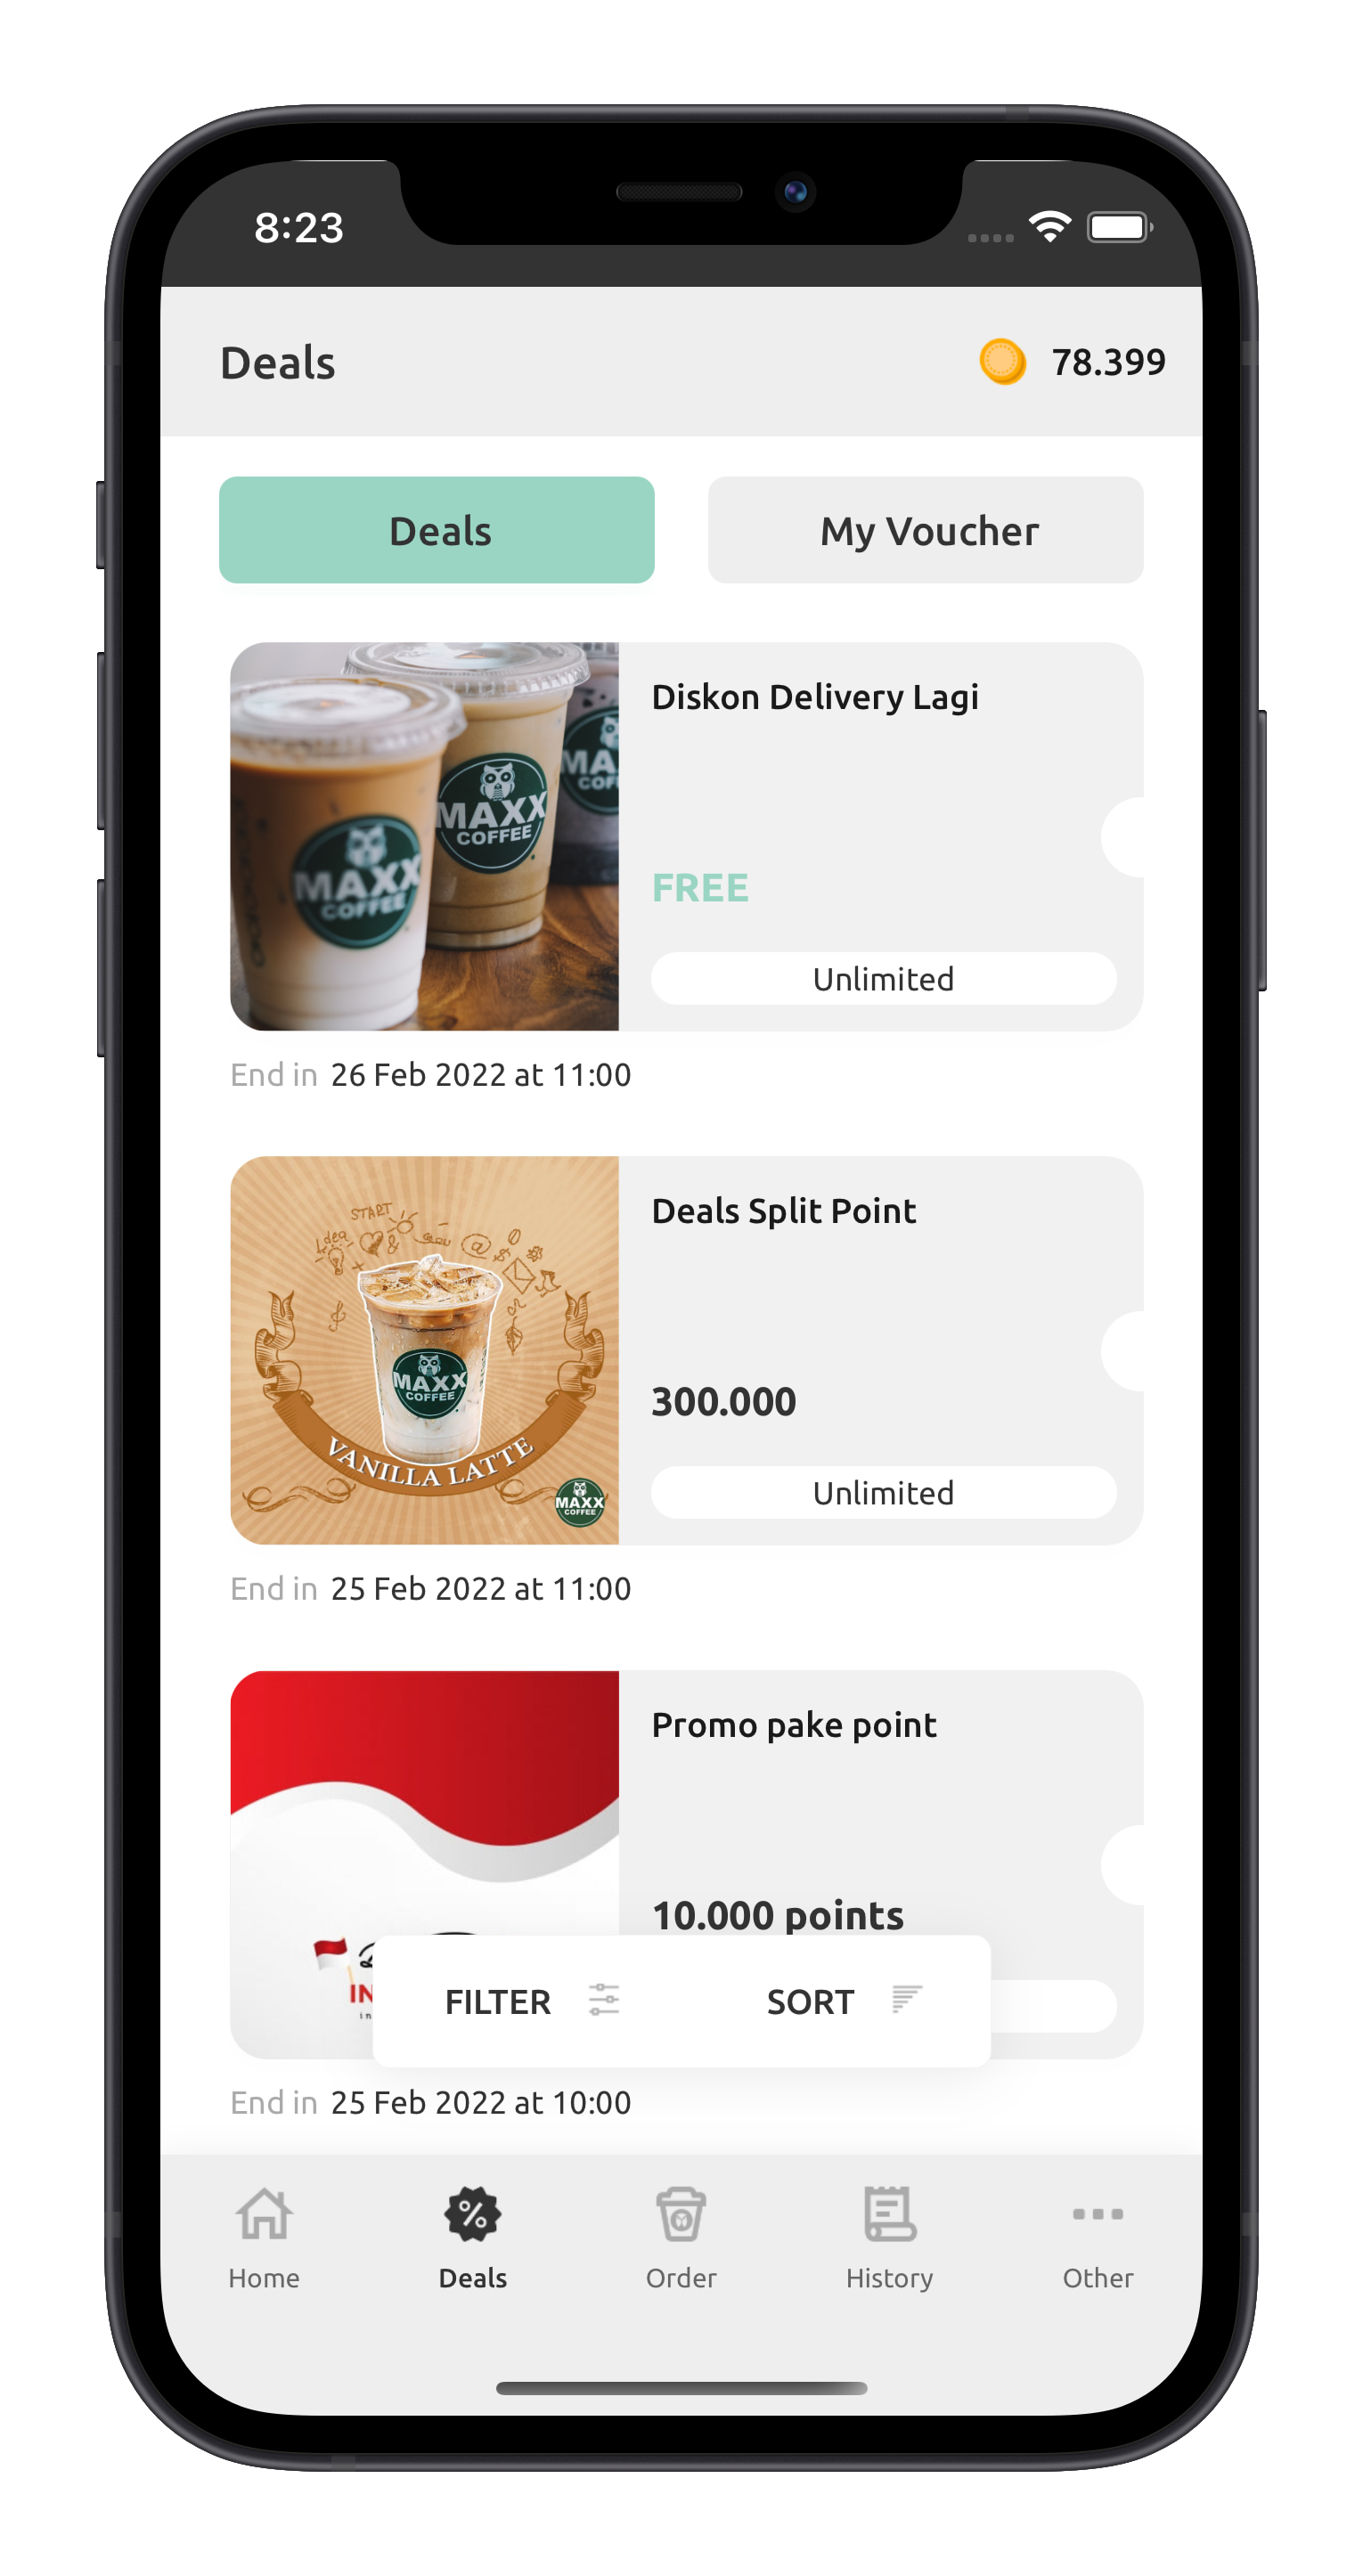 8:23
Deals
78.399
Deals
My Voucher
MAXX
COFFEE
MAXX
COFFEE
Diskon Delivery Lagi
FREE
Unlimited
End in 26 Feb 2022 at 11:00
START
Idea
MAXX
COFFEE
VANILLA LATTE
MAXX
COFFEE
Deals Split Point
300.000
Unlimited
End in 25 Feb 2022 at 11:00
Promo pake point
10.000 points
FILTER
SORT
End in 25 Feb 2022 at 10:00
Home
Deals
Order
History
Other